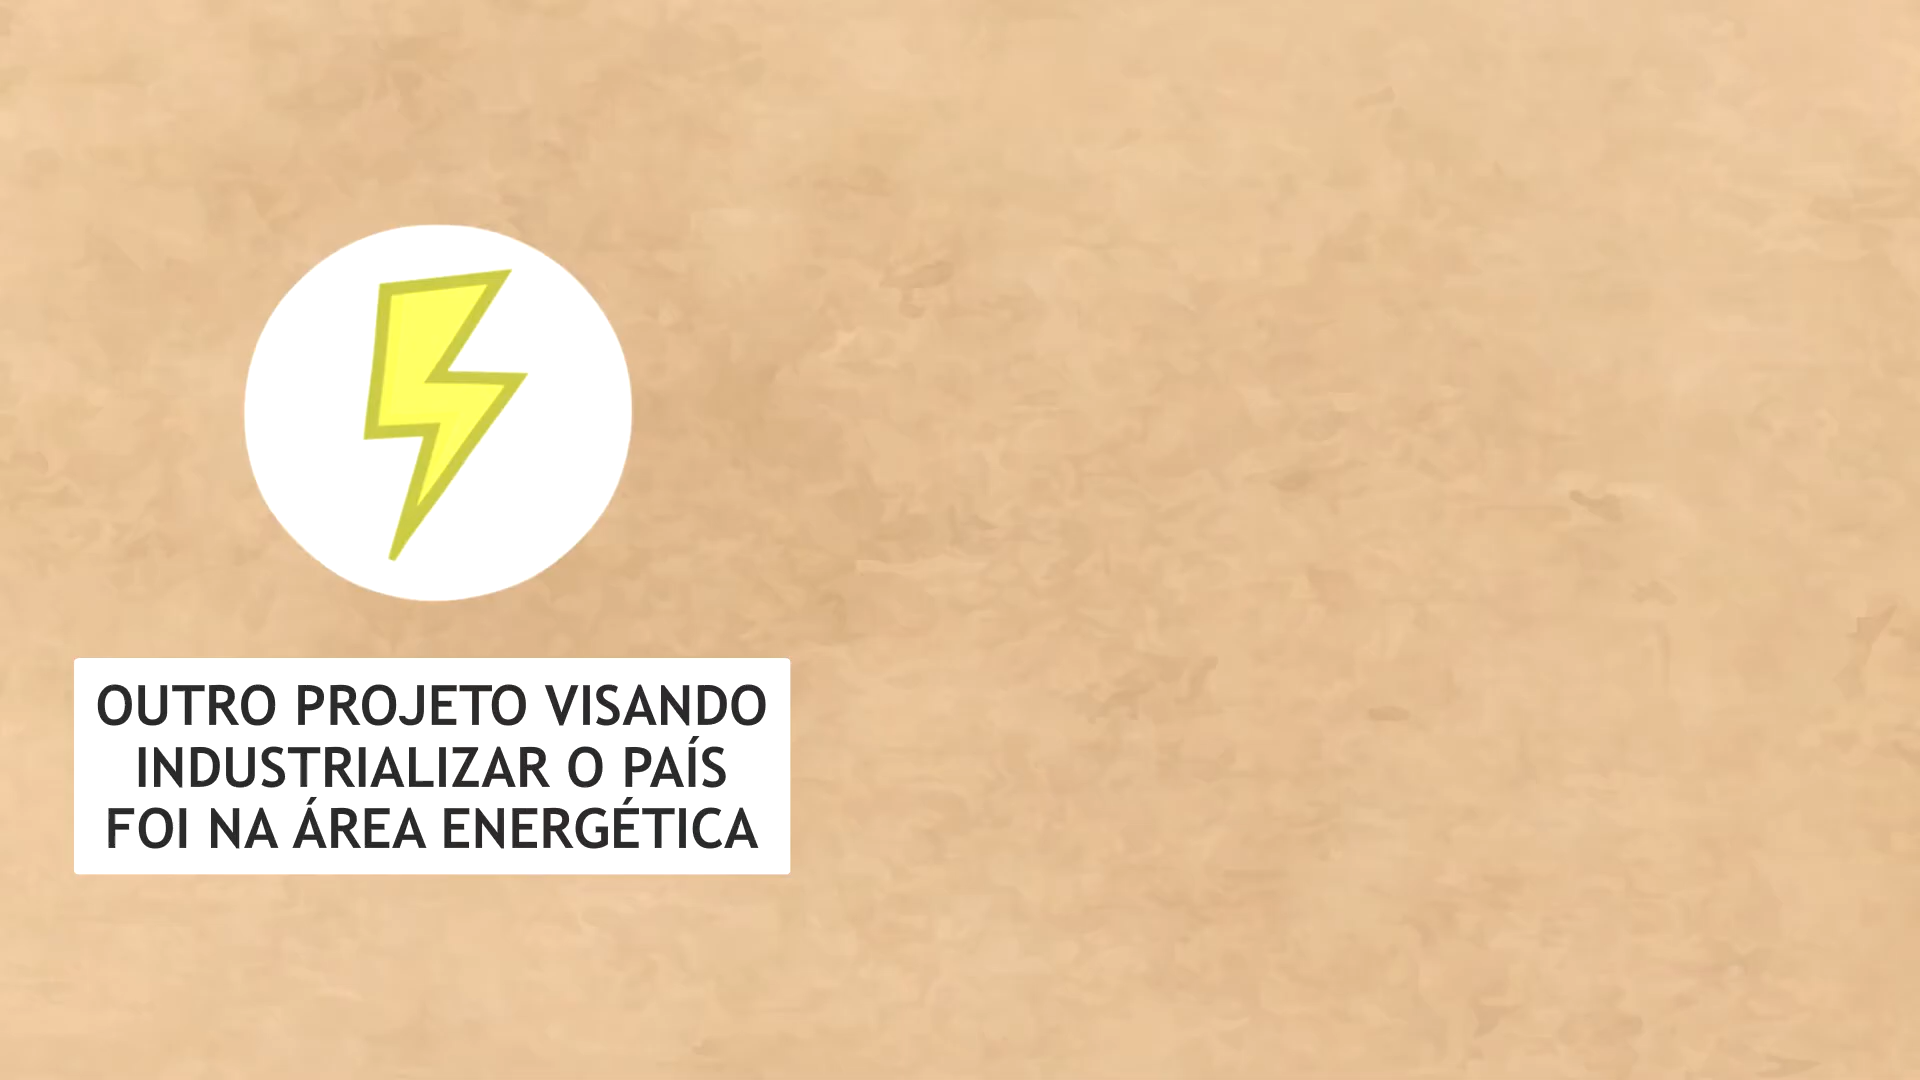 OUTRO PROJETO VISANDO
INDUSTRIALIZAR O PAÍS
FOI NA ÁREA ENERGÉTICA